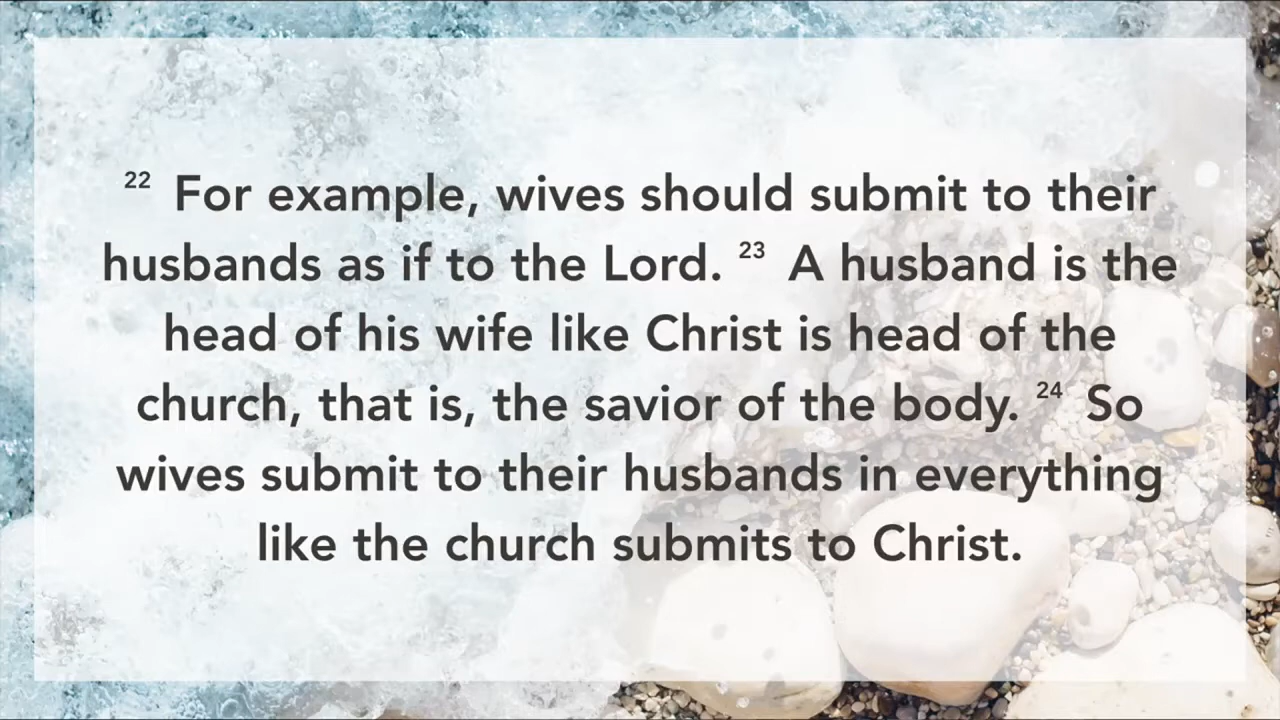 22 For example, wives should submit to their
husbands as if to the Lord. 23 A husband is the
head of his wife like Christ is head of the
church, that is, the savior of the body. 24 So
wives submit to their husbands in everything
like the church submits to Christ.